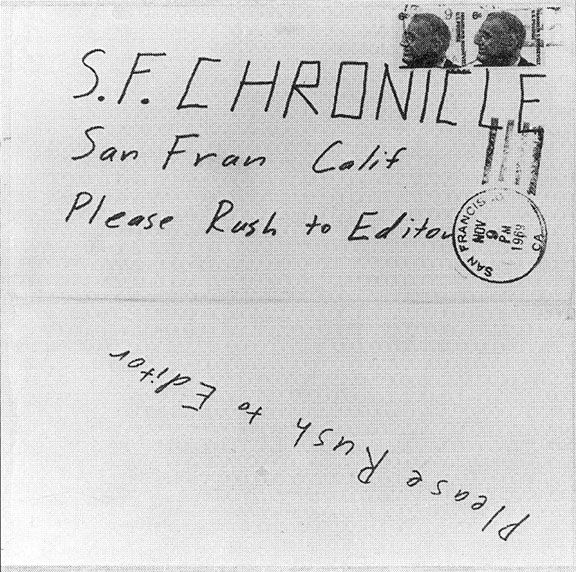 S.F. CHRONICLE
San Fran Calif
Please Rush to Editor
SAN FRANCISCO CA
NOV
9
PM
1969
Please Rush to Editor